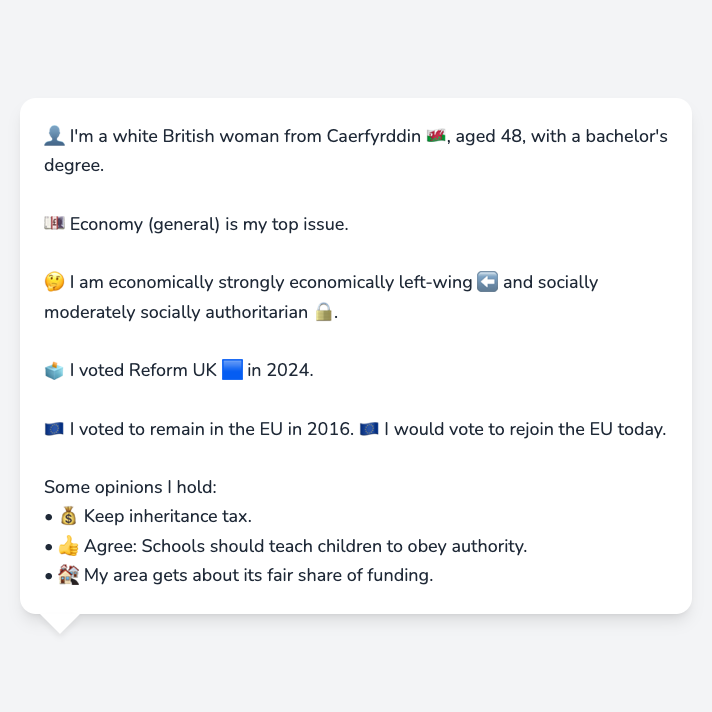 👤 I'm a white British woman from Caerfyrddin 🏴󠁧󠁢󠁷󠁬󠁳󠁿, aged 48, with a bachelor's
degree.
💷 Economy (general) is my top issue.
🤔 I am economically strongly economically left-wing ⬅️ and socially
moderately socially authoritarian 🔒.
🗳️ I voted Reform UK 🟦 in 2024.
🇪🇺 I voted to remain in the EU in 2016. 🇪🇺 I would vote to rejoin the EU today.
Some opinions I hold:
• 💰 Keep inheritance tax.
• 👍 Agree: Schools should teach children to obey authority.
• 🏘️ My area gets about its fair share of funding.